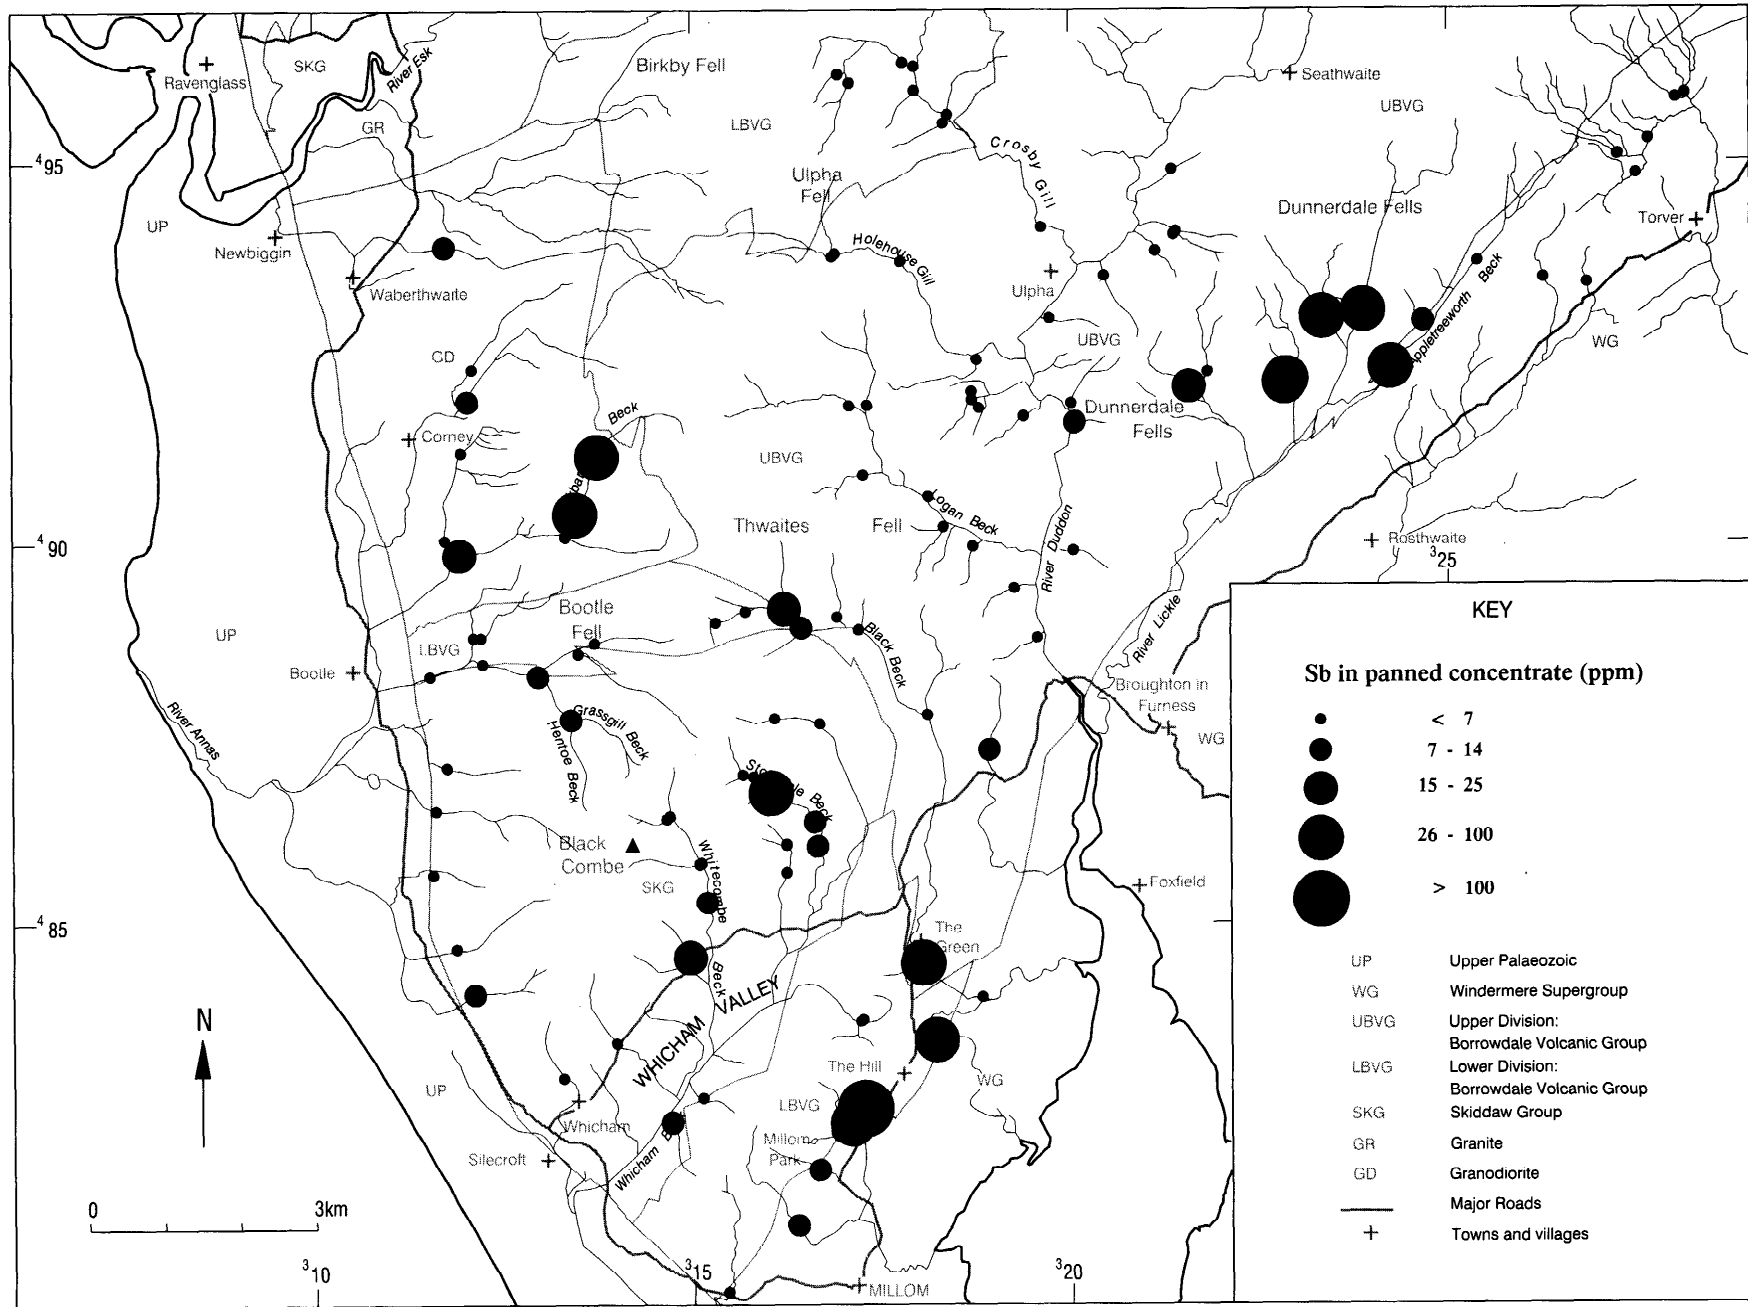 Ravenglass
SKG
River Esk
Birkby Fell
Seathwaite
UBVG
GR
LBVG
Crosby Gill
⁴95
Ulpha
Fell
Dunnerdale Fells
Torver
UP
Newbiggin
Holehouse Gill
Waberthwaite
Ulpha
Appletreeworth Beck
UBVG
WG
GD
Beck
Dunnerdale
Fells
Corney
UBVG
Logan Beck
Thwaites
Fell
River Duddon
⁴90
Rosthwaite
³25
Bootle
Fell
UP
LBVG
Black Beck
River Lickle
Bootle
Broughton in
Furness
River Annas
Grassgill Beck
Hentoe Beck
WG
Beck
Black
Combe
SKG
Whitecombe
Beck
Foxfield
⁴85
The
Green
WHICHAM VALLEY
N
The Hill
UP
LBVG
WG
Whicham
Millom
Park
Silecroft
Whicham
0
3km
³10
³15
³20
MILLOM
KEY
Sb in panned concentrate (ppm)
< 7
7 - 14
15 - 25
26 - 100
> 100
UP Upper Palaeozoic
WG Windermere Supergroup
UBVG Upper Division:
Borrowdale Volcanic Group
LBVG Lower Division:
Borrowdale Volcanic Group
SKG Skiddaw Group
GR Granite
GD Granodiorite
Major Roads
Towns and villages